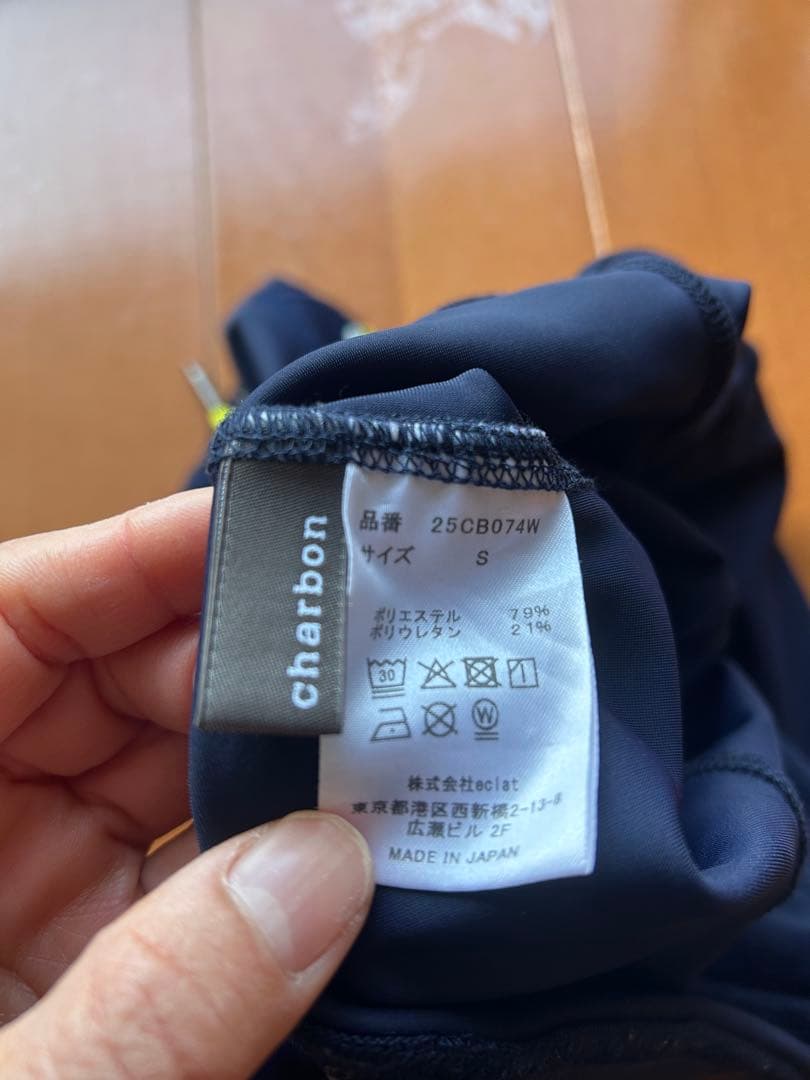 charbon
品番 25CB074W
サイズ S
ポリエステル 79%
ポリウレタン 21%
30
W
株式会社eclat
東京都港区西新橋2-13-8
広瀬ビル 2F
MADE IN JAPAN